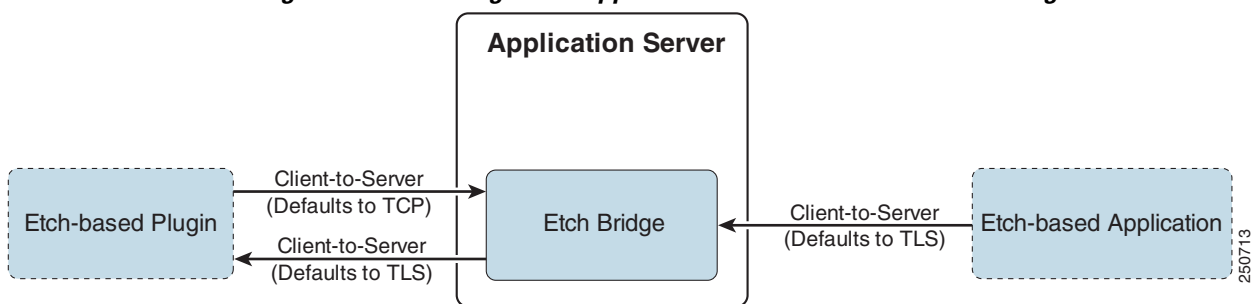 Application Server
Client-to-Server
(Defaults to TCP)
Etch-based Plugin
Client-to-Server
(Defaults to TLS)
Etch Bridge
Client-to-Server
(Defaults to TLS)
Etch-based Application
250713